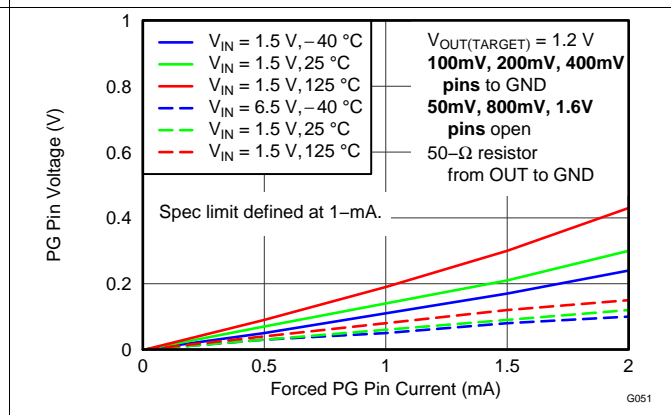 1
0.8
0.6
0.4
0.2
0
PG Pin Voltage (V)
V_IN = 1.5 V, −40 °C
V_IN = 1.5 V, 25 °C
V_IN = 1.5 V, 125 °C
V_IN = 6.5 V, −40 °C
V_IN = 1.5 V, 25 °C
V_IN = 1.5 V, 125 °C
V_OUT(TARGET) = 1.2 V
100mV, 200mV, 400mV
pins to GND
50mV, 800mV, 1.6V
pins open
50−Ω resistor
from OUT to GND
Spec limit defined at 1−mA.
0 0.5 1 1.5 2
Forced PG Pin Current (mA)
G051